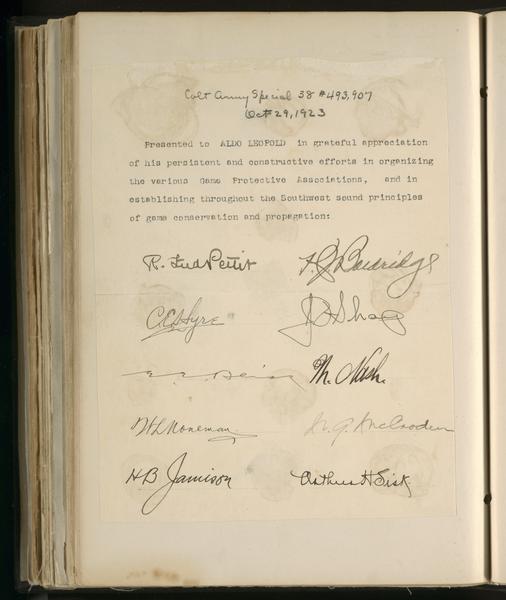 Colt Army Special 38 #493,907
Oct 29, 1923
Presented to ALDO LEOPOLD in grateful appreciation
of his persistent and constructive efforts in organizing
the various Game Protective Associations, and in
establishing throughout the Southwest sound principles
of game conservation and propagation:
R. Fred Pettit
M. Nash.
H B Jamison
Arthur H Sisk